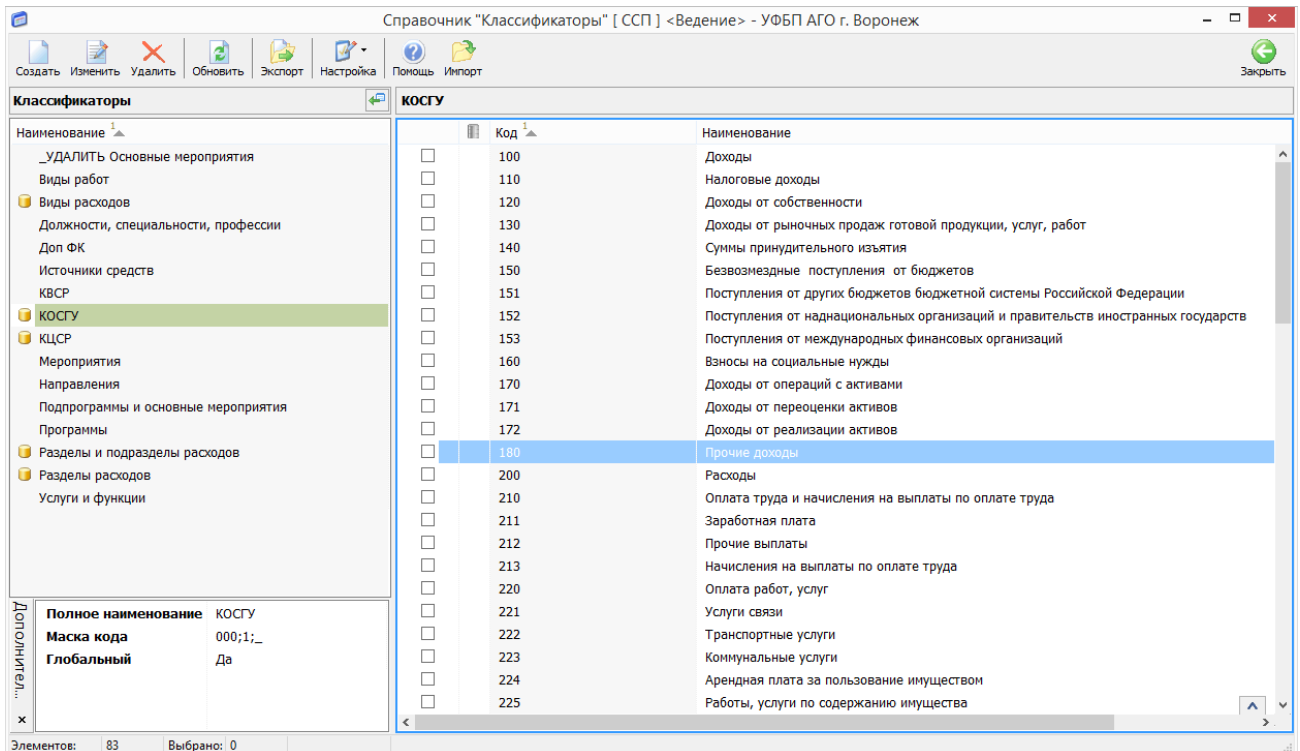 Справочник "Классификаторы" [ ССП ] <Ведение> - УФБП АГО г. Воронеж
Создать Изменить Удалить Обновить Экспорт Настройка Помощь Импорт Закрыть
Классификаторы
Наименование 1
_УДАЛИТЬ Основные мероприятия
Виды работ
Виды расходов
Должности, специальности, профессии
Доп ФК
Источники средств
КВСР
КОСГУ
КЦСР
Мероприятия
Направления
Подпрограммы и основные мероприятия
Программы
Разделы и подразделы расходов
Разделы расходов
Услуги и функции
Дополнител...
Полное наименование КОСГУ
Маска кода 000;1;_
Глобальный Да
КОСГУ
Код 1 Наименование
100 Доходы
110 Налоговые доходы
120 Доходы от собственности
130 Доходы от рыночных продаж готовой продукции, услуг, работ
140 Суммы принудительного изъятия
150 Безвозмездные поступления от бюджетов
151 Поступления от других бюджетов бюджетной системы Российской Федерации
152 Поступления от наднациональных организаций и правительств иностранных государств
153 Поступления от международных финансовых организаций
160 Взносы на социальные нужды
170 Доходы от операций с активами
171 Доходы от переоценки активов
172 Доходы от реализации активов
180 Прочие доходы
200 Расходы
210 Оплата труда и начисления на выплаты по оплате труда
211 Заработная плата
212 Прочие выплаты
213 Начисления на выплаты по оплате труда
220 Оплата работ, услуг
221 Услуги связи
222 Транспортные услуги
223 Коммунальные услуги
224 Арендная плата за пользование имуществом
225 Работы, услуги по содержанию имущества
Элементов: 83 Выбрано: 0